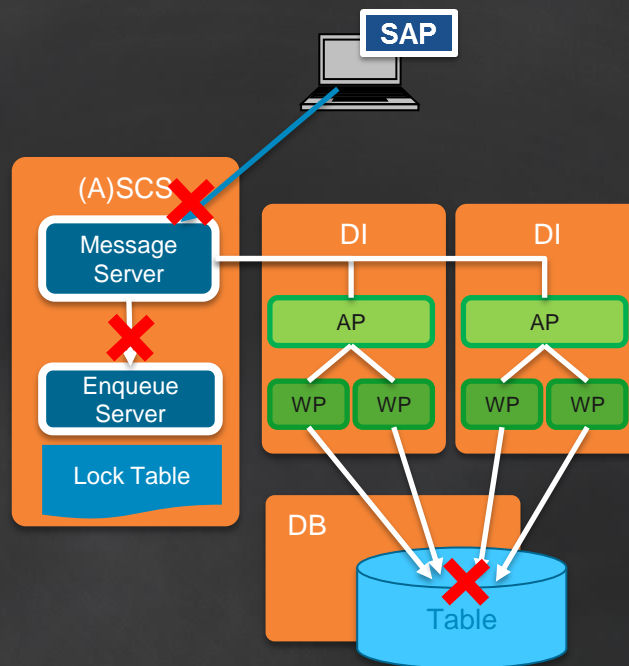 SAP
(A)SCS
Message
Server
Enqueue
Server
Lock Table
DI
AP
WP
WP
DI
AP
WP
WP
DB
Table